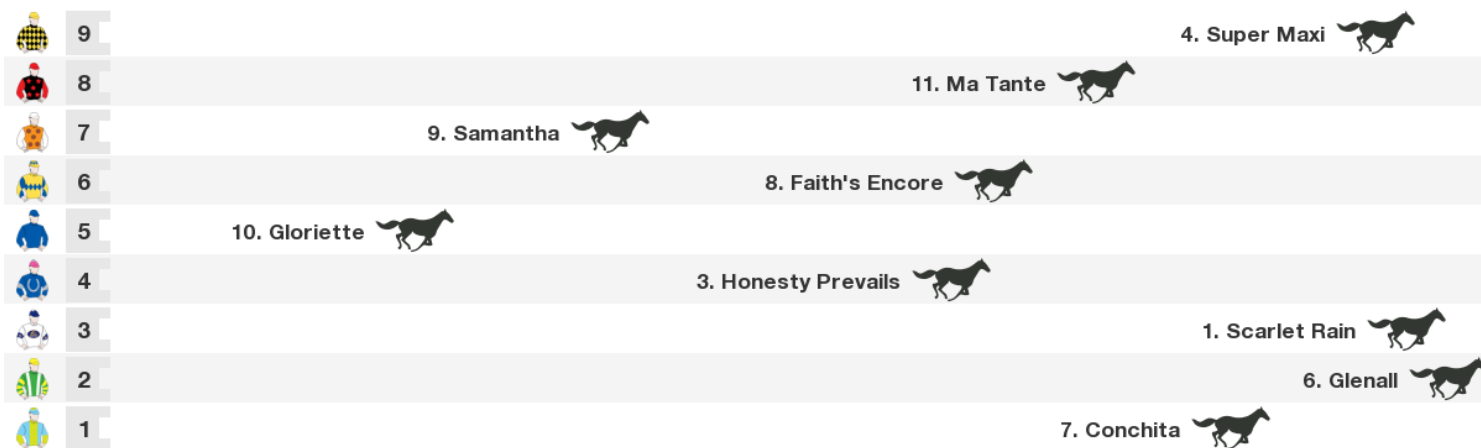 9 4. Super Maxi
8 11. Ma Tante
7 9. Samantha
6 8. Faith's Encore
5 10. Gloriette
4 3. Honesty Prevails
3 1. Scarlet Rain
2 6. Glenall
1 7. Conchita